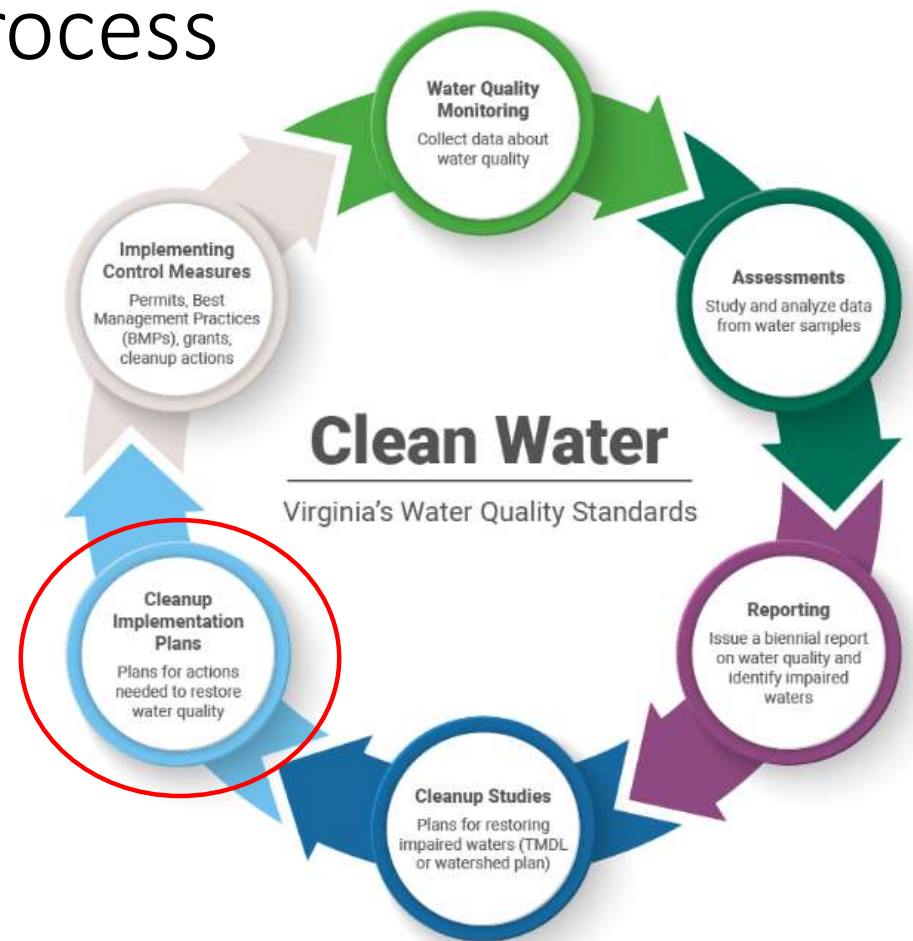 rocess
Water Quality
Monitoring
Collect data about
water quality
Assessments
Study and analyze data
from water samples
Reporting
Issue a biennial report
on water quality and
identify impaired
waters
Cleanup Studies
Plans for restoring
impaired waters (TMDL
or watershed plan)
Cleanup
Implementation
Plans
Plans for actions
needed to restore
water quality
Implementing
Control Measures
Permits, Best
Management Practices
(BMPs), grants,
cleanup actions
Clean Water
Virginia's Water Quality Standards